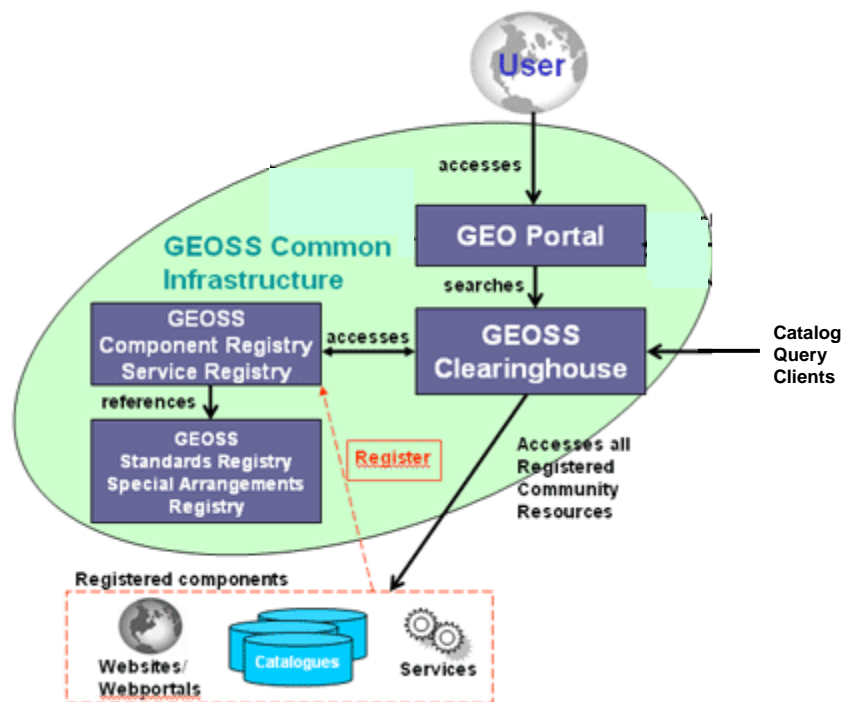 User
accesses
GEO Portal
GEOSS Common
Infrastructure
searches
GEOSS
Component Registry
Service Registry
accesses
GEOSS
Clearinghouse
Catalog
Query
Clients
references
GEOSS
Standards Registry
Special Arrangements
Registry
Register
Accesses all
Registered
Community
Resources
Registered components
Websites/
Webportals
Catalogues
Services